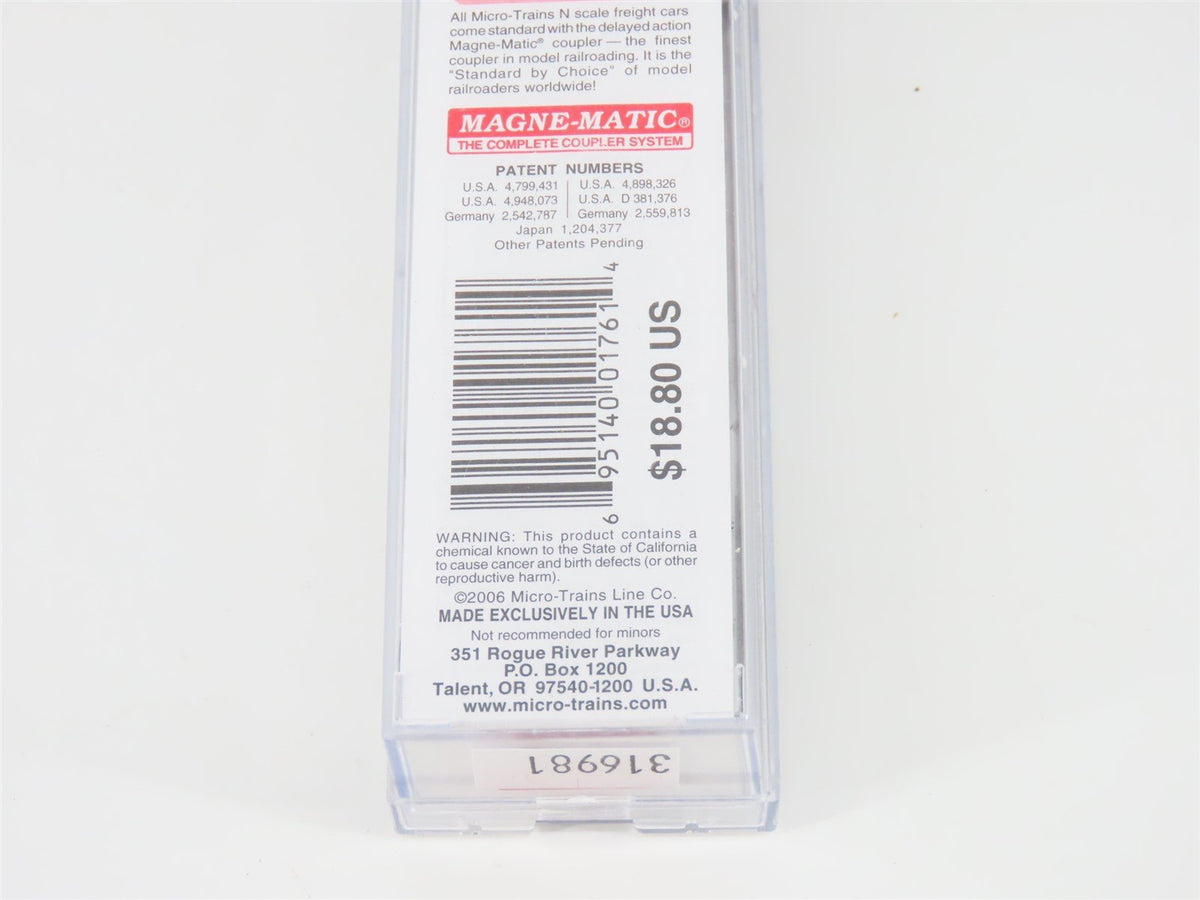 All Micro-Trains N scale freight cars
come standard with the delayed action
Magne-Matic® coupler — the finest
coupler in model railroading. It is the
"Standard by Choice" of model
railroaders worldwide!
MAGNE-MATIC®
THE COMPLETE COUPLER SYSTEM
PATENT NUMBERS
U.S.A. 4,799,431 U.S.A. 4,898,326
U.S.A. 4,948,073 U.S.A. D 381,376
Germany 2,542,787 Germany 2,559,813
Japan 1,204,377
Other Patents Pending
6 95140 01761 4
$18.80 US
WARNING: This product contains a
chemical known to the State of California
to cause cancer and birth defects (or other
reproductive harm).
©2006 Micro-Trains Line Co.
MADE EXCLUSIVELY IN THE USA
Not recommended for minors
351 Rogue River Parkway
P.O. Box 1200
Talent, OR 97540-1200 U.S.A.
www.micro-trains.com
316981